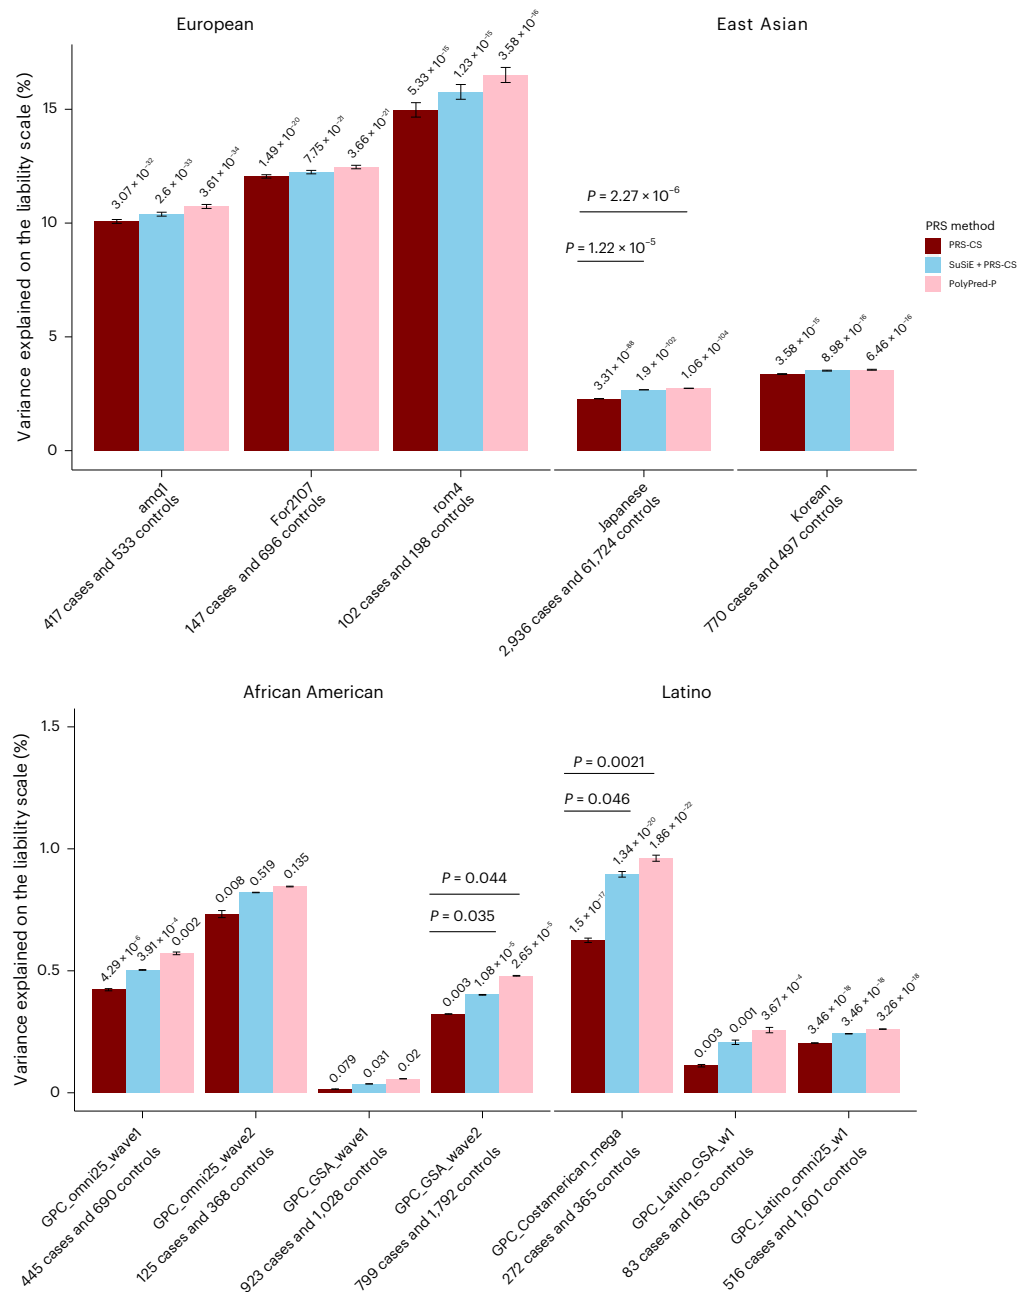 European
East Asian
Variance explained on the liability scale (%)
15
10
5
0
3.07 × 10⁻³²
2.6 × 10⁻³³
3.61 × 10⁻³⁴
1.49 × 10⁻²⁰
7.75 × 10⁻²¹
3.66 × 10⁻²¹
5.33 × 10⁻¹⁵
1.23 × 10⁻¹⁵
3.58 × 10⁻¹⁶
P = 2.27 × 10⁻⁶
P = 1.22 × 10⁻⁵
3.31 × 10⁻⁸⁸
1.9 × 10⁻¹⁰²
1.06 × 10⁻¹⁰⁴
3.58 × 10⁻¹⁵
8.98 × 10⁻¹⁶
6.46 × 10⁻¹⁶
PRS method
PRS-CS
SuSiE + PRS-CS
PolyPred-P
amq1
417 cases and 533 controls
For2107
147 cases and 696 controls
rom4
102 cases and 198 controls
Japanese
2,936 cases and 61,724 controls
Korean
770 cases and 497 controls
African American
Latino
Variance explained on the liability scale (%)
1.5
1.0
0.5
0
4.29 × 10⁻⁶
3.91 × 10⁻⁴
0.002
0.008
0.519
0.135
0.079
0.031
0.02
P = 0.044
P = 0.035
0.003
1.08 × 10⁻⁵
2.65 × 10⁻⁵
P = 0.0021
P = 0.046
1.5 × 10⁻¹⁷
1.34 × 10⁻²⁰
1.86 × 10⁻²²
0.003
0.001
3.67 × 10⁻⁴
3.46 × 10⁻¹⁸
3.46 × 10⁻¹⁸
3.26 × 10⁻¹⁸
GPC_omni25_wave1
445 cases and 690 controls
GPC_omni25_wave2
125 cases and 368 controls
GPC_GSA_wave1
923 cases and 1,028 controls
GPC_GSA_wave2
799 cases and 1,792 controls
GPC_Costamerican_mega
272 cases and 365 controls
GPC_Latino_GSA_w1
83 cases and 163 controls
GPC_Latino_omni25_w1
516 cases and 1,601 controls